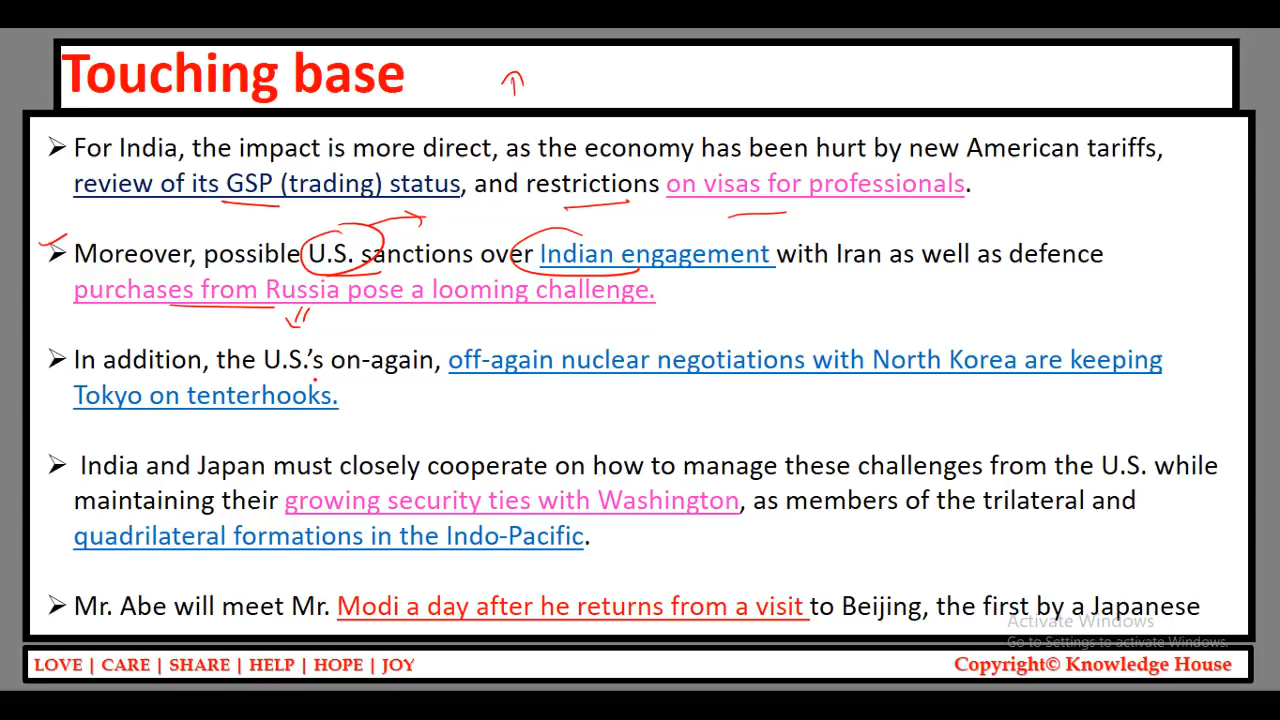 Touching base
➢ For India, the impact is more direct, as the economy has been hurt by new American tariffs,
review of its GSP (trading) status, and restrictions on visas for professionals.
➢ Moreover, possible U.S. sanctions over Indian engagement with Iran as well as defence
purchases from Russia pose a looming challenge.
➢ In addition, the U.S.'s on-again, off-again nuclear negotiations with North Korea are keeping
Tokyo on tenterhooks.
➢ India and Japan must closely cooperate on how to manage these challenges from the U.S. while
maintaining their growing security ties with Washington, as members of the trilateral and
quadrilateral formations in the Indo-Pacific.
➢ Mr. Abe will meet Mr. Modi a day after he returns from a visit to Beijing, the first by a Japanese
Activate Windows
Go to Settings to activate Windows.
LOVE | CARE | SHARE | HELP | HOPE | JOY
Copyright© Knowledge House